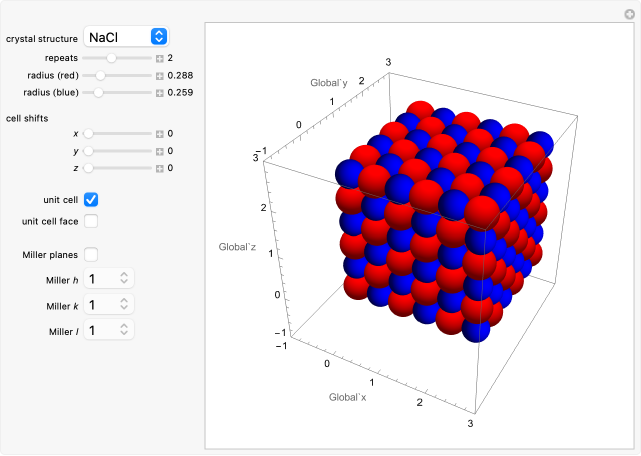 crystal structure NaCl
repeats 2
radius (red) 0.288
radius (blue) 0.259
cell shifts
x 0
y 0
z 0
unit cell
unit cell face
Miller planes
Miller h 1
Miller k 1
Miller l 1
3
Global`y
2
1
0
−1
3
2
Global`z
1
0
−1
−1
0
1
Global`x
2
3